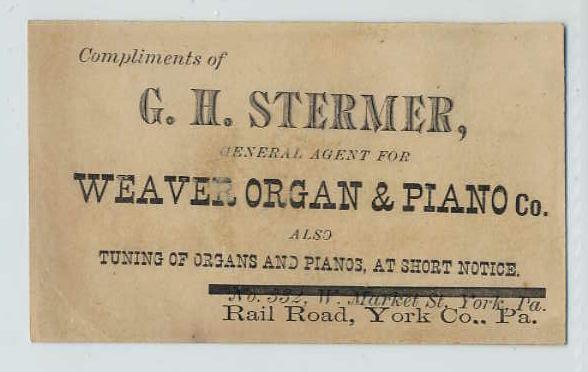 Compliments of
G. H. STERMER,
GENERAL AGENT FOR
WEAVER ORGAN & PIANO Co.
ALSO
TUNING OF ORGANS AND PIANOS, AT SHORT NOTICE.
No. 332, W. Market St, York, Pa.
Rail Road, York Co., Pa.